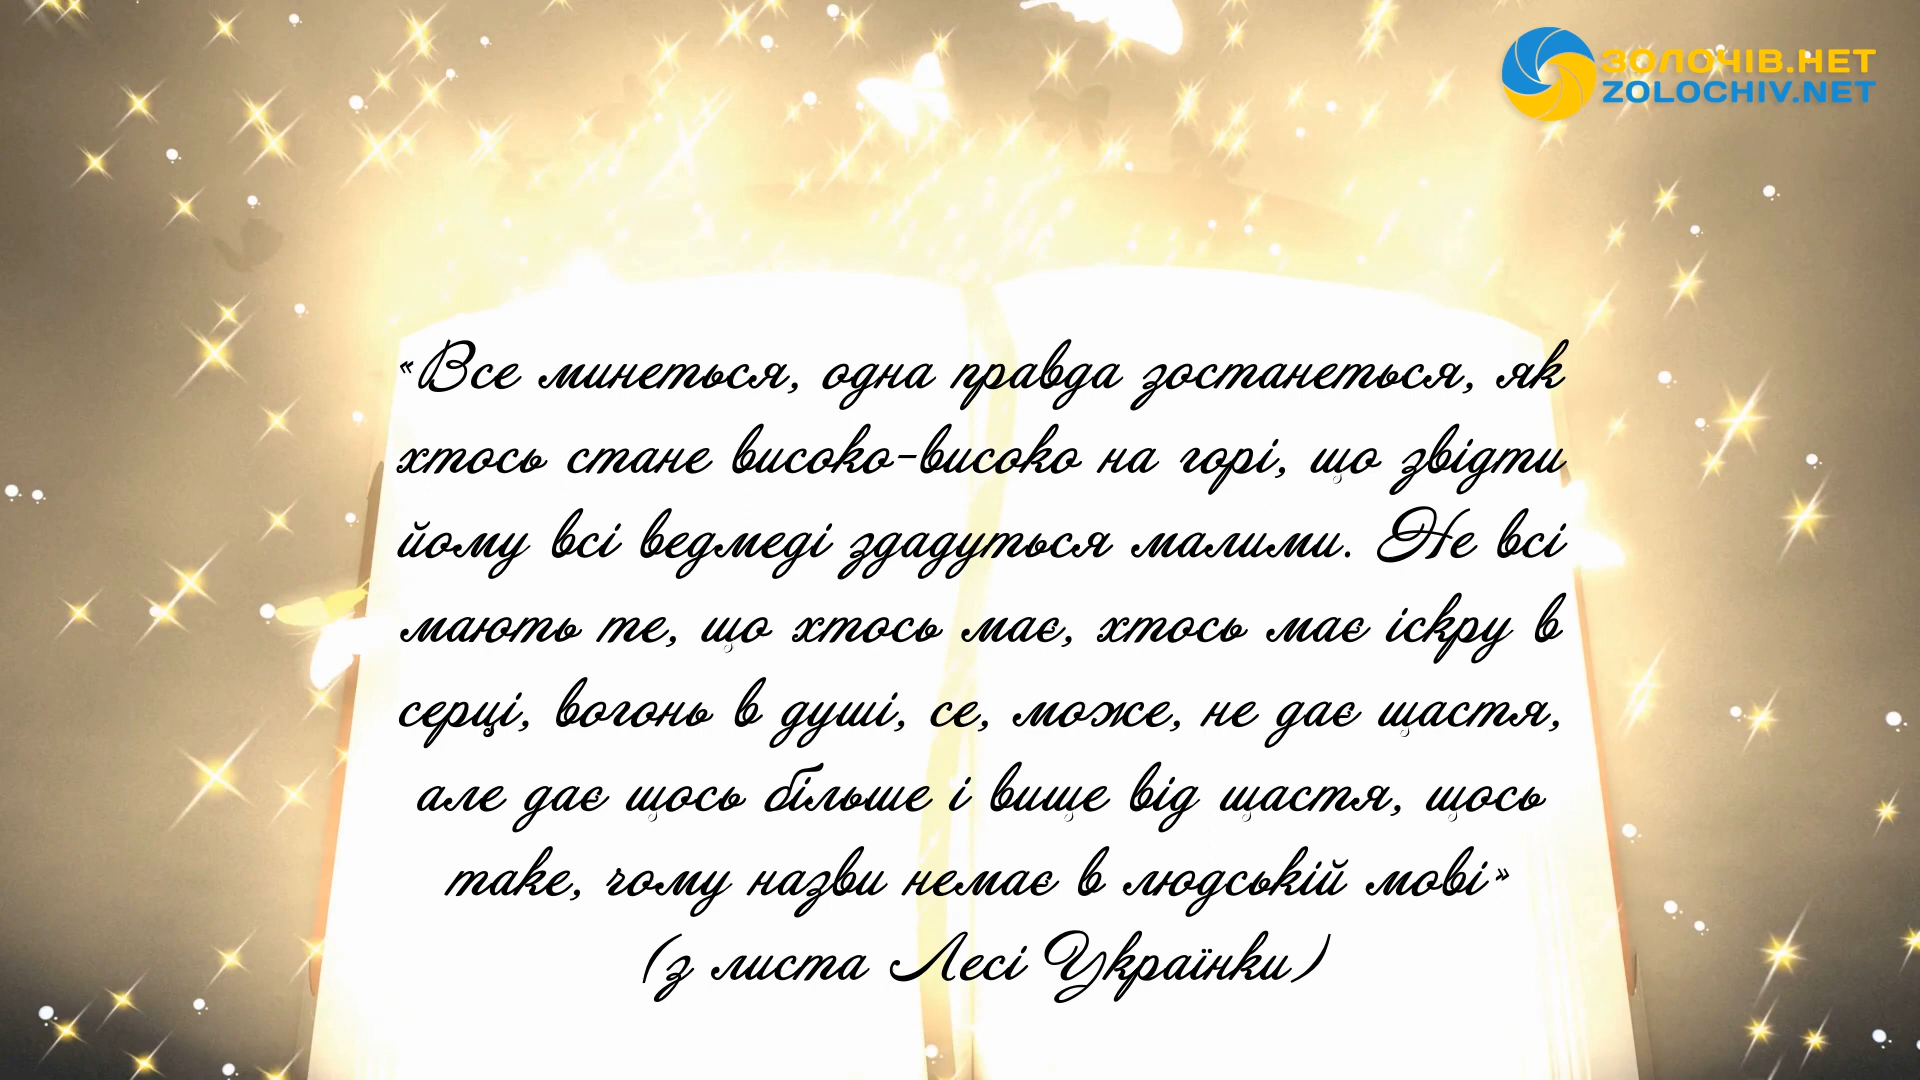 ЗОЛОЧІВ.НЕТ
ZOLOCHIV.NET
«Все минеться, одна правда зостанеться, як
хтось стане високо-високо на горі, що звідти
йому всі ведмеді здадуться малими. Не всі
мають те, що хтось має, хтось має іскру в
серці, вогонь в душі, се, може, не дає щастя,
але дає щось більше і вище від щастя, щось
таке, чому назви немає в людській мові»
(з листа Лесі Українки)